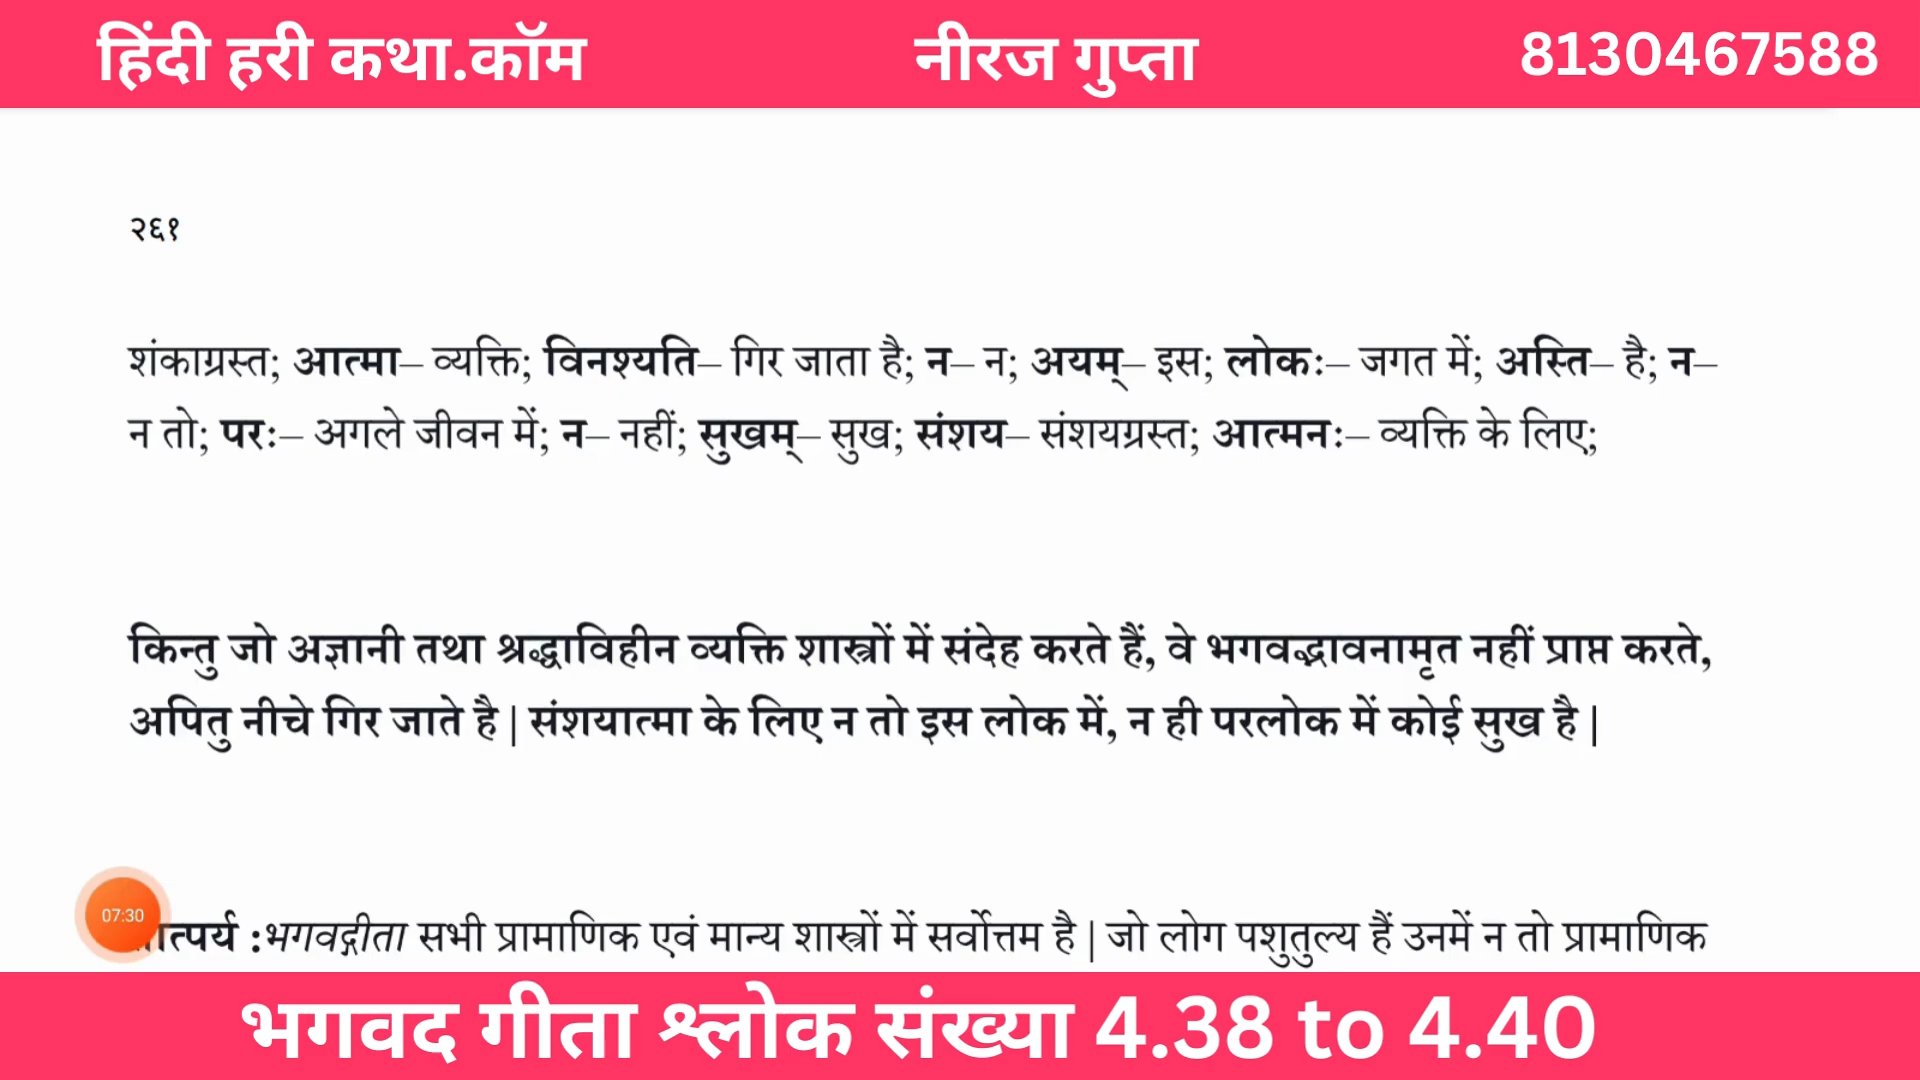 हिंदी हरी कथा.कॉम नीरज गुप्ता 8130467588
२६१
शंकाग्रस्त; आत्मा– व्यक्ति; विनश्यति– गिर जाता है; न– न; अयम्– इस; लोकः– जगत में; अस्ति– है; न–
न तो; परः– अगले जीवन में; न– नहीं; सुखम्– सुख; संशय– संशयग्रस्त; आत्मनः– व्यक्ति के लिए;
किन्तु जो अज्ञानी तथा श्रद्धाविहीन व्यक्ति शास्त्रों में संदेह करते हैं, वे भगवद्भावनामृत नहीं प्राप्त करते,
अपितु नीचे गिर जाते है | संशयात्मा के लिए न तो इस लोक में, न ही परलोक में कोई सुख है |
07:30
:भगवद्गीता सभी प्रामाणिक एवं मान्य शास्त्रों में सर्वोत्तम है | जो लोग पशुतुल्य हैं उनमें न तो प्रामाणिक
भगवद गीता श्लोक संख्या 4.38 to 4.40